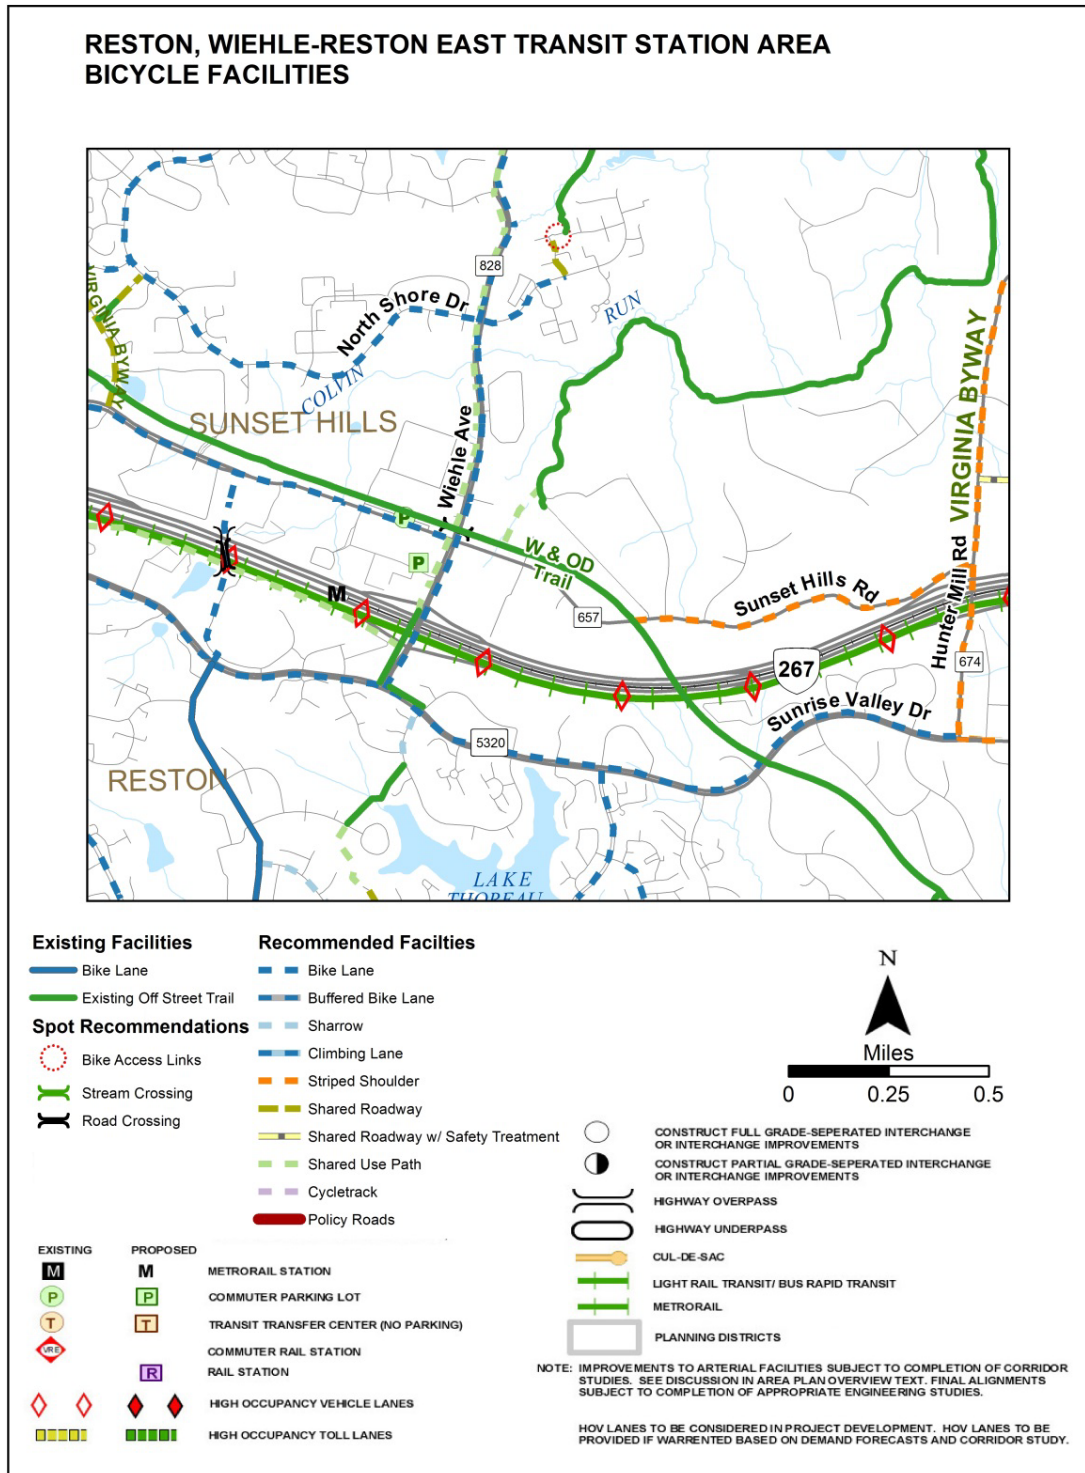 RESTON, WIEHLE-RESTON EAST TRANSIT STATION AREA
BICYCLE FACILITIES
828
North Shore Dr
RUN
VIRGINIA BYWAY
VIRGINIA BYWAY
COLVIN
SUNSET HILLS
Wiehle Ave
P
W & OD
Trail
P
M
657
Sunset Hills Rd
Hunter Mill Rd
674
267
Sunrise Valley Dr
5320
RESTON
LAKE
THOREAU
Existing Facilities
Bike Lane
Existing Off Street Trail
Spot Recommendations
Bike Access Links
Stream Crossing
Road Crossing
Recommended Facilties
Bike Lane
Buffered Bike Lane
Sharrow
Climbing Lane
Striped Shoulder
Shared Roadway
Shared Roadway w/ Safety Treatment
Shared Use Path
Cycletrack
Policy Roads
N
Miles
0 0.25 0.5
EXISTING PROPOSED
M M METRORAIL STATION
P P COMMUTER PARKING LOT
T T TRANSIT TRANSFER CENTER (NO PARKING)
VRE COMMUTER RAIL STATION
R RAIL STATION
HIGH OCCUPANCY VEHICLE LANES
HIGH OCCUPANCY TOLL LANES
CONSTRUCT FULL GRADE-SEPERATED INTERCHANGE
OR INTERCHANGE IMPROVEMENTS
CONSTRUCT PARTIAL GRADE-SEPERATED INTERCHANGE
OR INTERCHANGE IMPROVEMENTS
HIGHWAY OVERPASS
HIGHWAY UNDERPASS
CUL-DE-SAC
LIGHT RAIL TRANSIT/ BUS RAPID TRANSIT
METRORAIL
PLANNING DISTRICTS
NOTE: IMPROVEMENTS TO ARTERIAL FACILITIES SUBJECT TO COMPLETION OF CORRIDOR
STUDIES. SEE DISCUSSION IN AREA PLAN OVERVIEW TEXT. FINAL ALIGNMENTS
SUBJECT TO COMPLETION OF APPROPRIATE ENGINEERING STUDIES.
HOV LANES TO BE CONSIDERED IN PROJECT DEVELOPMENT. HOV LANES TO BE
PROVIDED IF WARRENTED BASED ON DEMAND FORECASTS AND CORRIDOR STUDY.